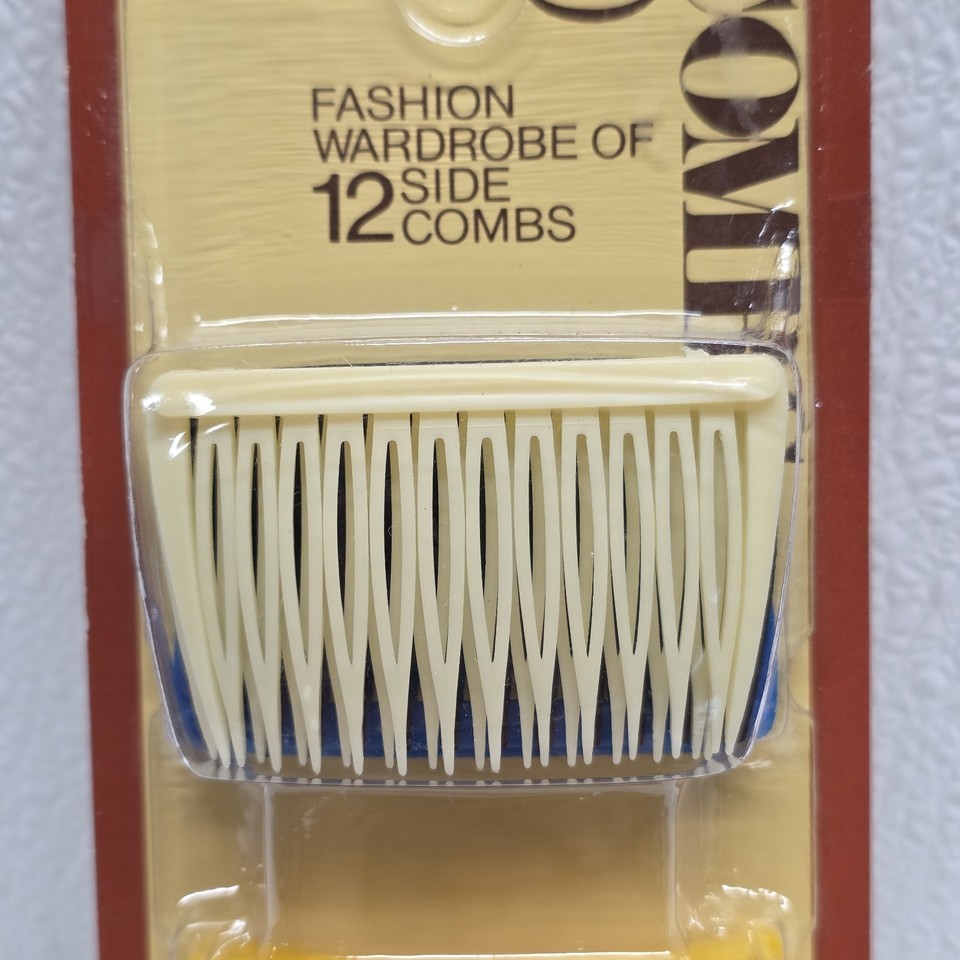 FASHION
WARDROBE OF
12 SIDE
COMBS